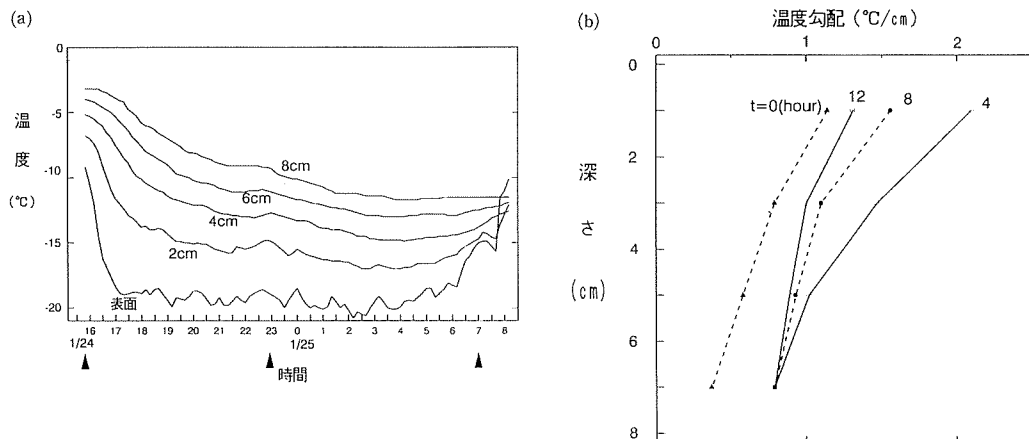 (a)
0
-5
-10
-15
-20
温
度
(℃)
8cm
6cm
4cm
2cm
表面
16 17 18 19 20 21 22 23 0 1 2 3 4 5 6 7 8
1/24 1/25
時間
(b)
温度勾配 (℃/cm)
0 1 2
0
2
4
6
8
深
さ
(cm)
t=0(hour) 12 8 4